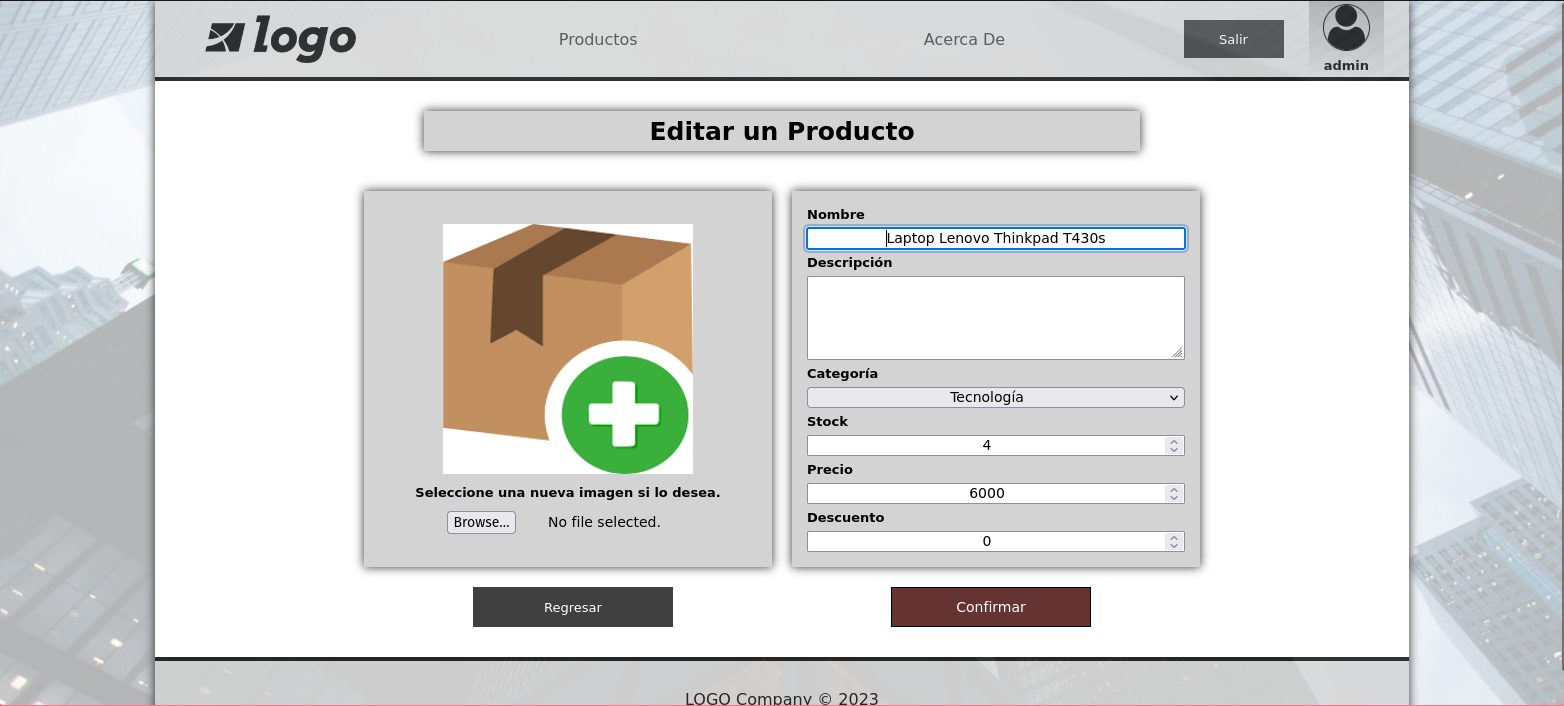 logo
Productos
Acerca De
Salir
admin
Editar un Producto
Seleccione una nueva imagen si lo desea.
Browse... No file selected.
Nombre
Laptop Lenovo Thinkpad T430s
Descripción
Categoría
Tecnología
Stock
4
Precio
6000
Descuento
0
Regresar
Confirmar
LOGO Company © 2023